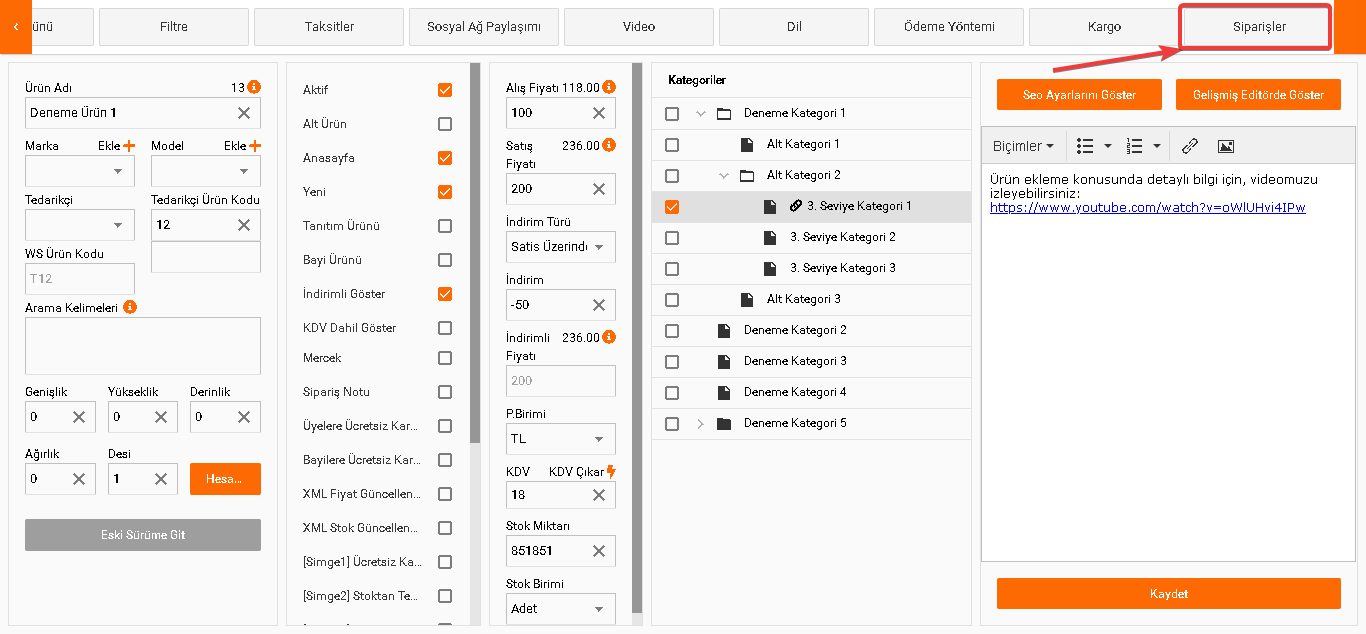 ünü
Filtre
Taksitler
Sosyal Ağ Paylaşımı
Video
Dil
Ödeme Yöntemi
Kargo
Siparişler
Ürün Adı 13
Deneme Ürün 1
Marka Ekle
Model Ekle
Tedarikçi
Tedarikçi Ürün Kodu
12
WS Ürün Kodu
T12
Arama Kelimeleri
Genişlik
Yükseklik
Derinlik
0
0
0
Ağırlık
Desi
0
1
Hesa...
Eski Sürüme Git
Aktif
Alt Ürün
Anasayfa
Yeni
Tanıtım Ürünü
Bayi Ürünü
İndirimli Göster
KDV Dahil Göster
Mercek
Sipariş Notu
Üyelere Ücretsiz Kar...
Bayilere Ücretsiz Kar...
XML Fiyat Güncellen...
XML Stok Güncellen...
[Simge1] Ücretsiz Ka...
[Simge2] Stoktan Te...
Alış Fiyatı 118.00
100
Satış Fiyatı 236.00
200
İndirim Türü
Satis Üzerinde
İndirim
-50
İndirimli Fiyatı 236.00
200
P.Birimi
TL
KDV KDV Çıkar
18
Stok Miktarı
851851
Stok Birimi
Adet
Kategoriler
Deneme Kategori 1
Alt Kategori 1
Alt Kategori 2
3. Seviye Kategori 1
3. Seviye Kategori 2
3. Seviye Kategori 3
Alt Kategori 3
Deneme Kategori 2
Deneme Kategori 3
Deneme Kategori 4
Deneme Kategori 5
Seo Ayarlarını Göster
Gelişmiş Editörde Göster
Biçimler
Ürün ekleme konusunda detaylı bilgi için, videomuzu
izleyebilirsiniz:
https://www.youtube.com/watch?v=oWlUHvi4IPw
Kaydet